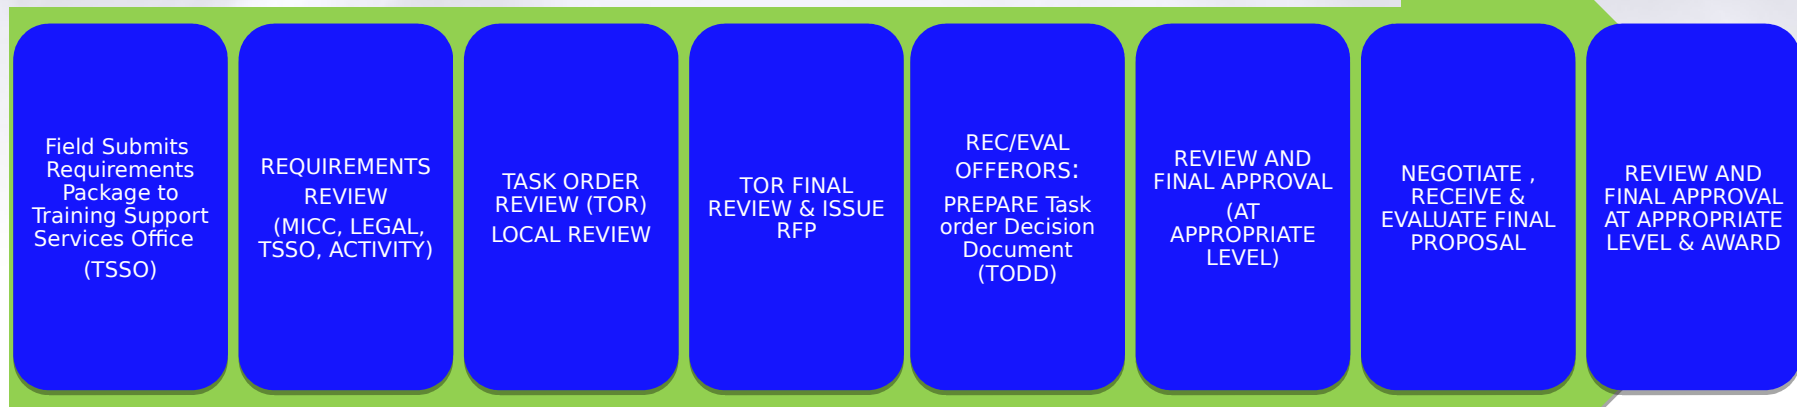 Field Submits
Requirements
Package to
Training Support
Services Office
(TSSO)
REQUIREMENTS
REVIEW
(MICC, LEGAL,
TSSO, ACTIVITY)
TASK ORDER
REVIEW (TOR)
LOCAL REVIEW
TOR FINAL
REVIEW & ISSUE
RFP
REC/EVAL
OFFERORS:
PREPARE Task
order Decision
Document
(TODD)
REVIEW AND
FINAL APPROVAL
(AT
APPROPRIATE
LEVEL)
NEGOTIATE ,
RECEIVE &
EVALUATE FINAL
PROPOSAL
REVIEW AND
FINAL APPROVAL
AT APPROPRIATE
LEVEL & AWARD